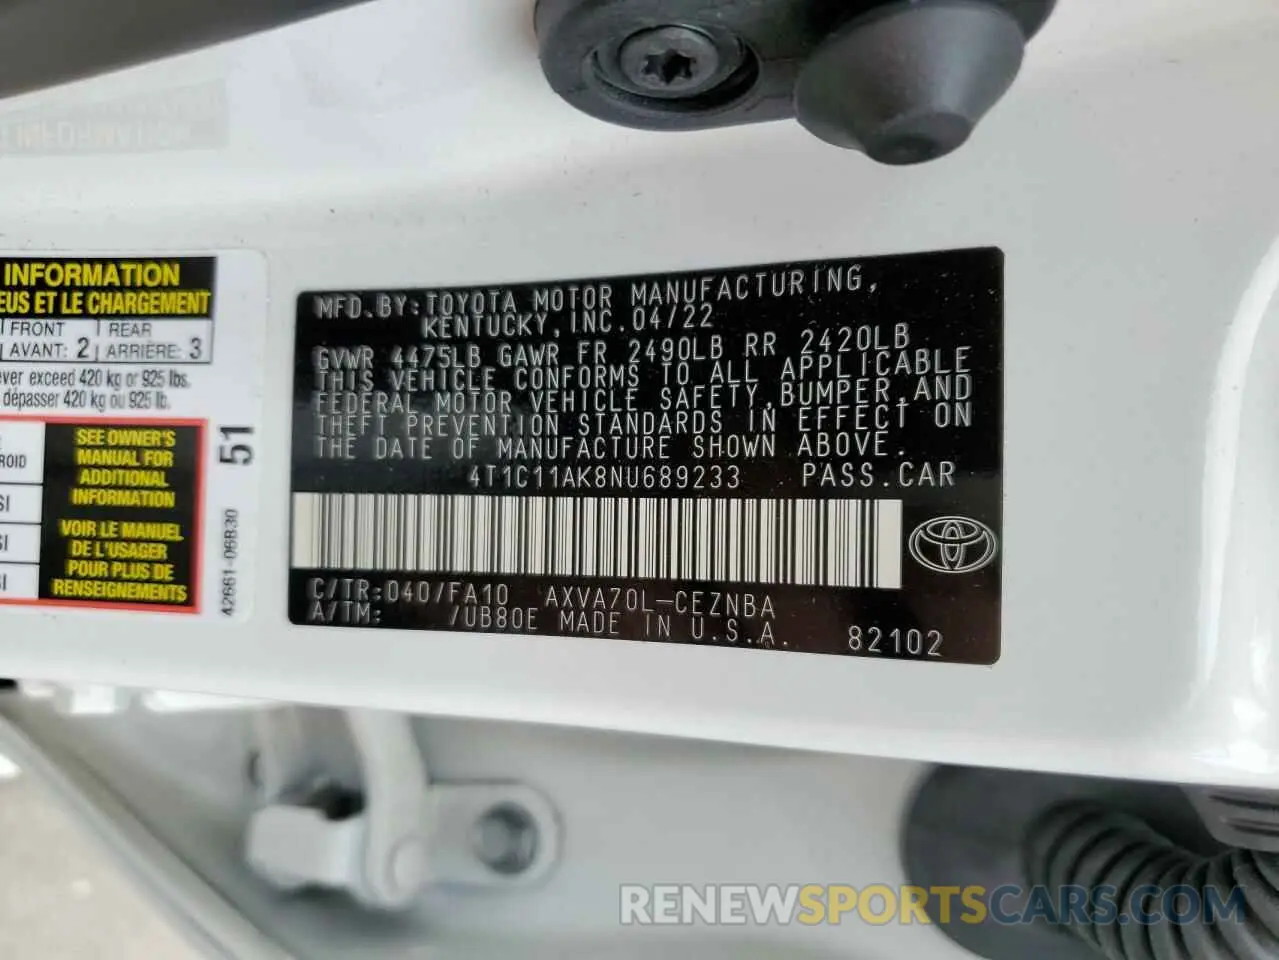 INFORMATION
EUS ET LE CHARGEMENT
FRONT REAR
AVANT: 2 ARRIÈRE: 3
ver exceed 420 kg or 925 lbs.
dépasser 420 kg ou 925 lb.
SEE OWNER'S
MANUAL FOR
ADDITIONAL
INFORMATION
VOIR LE MANUEL
DE L'USAGER
POUR PLUS DE
RENSEIGNEMENTS
51
42661-06B30
MFD.BY:TOYOTA MOTOR MANUFACTURING,
KENTUCKY,INC.04/22
GVWR 4475LB GAWR FR 2490LB RR 2420LB
THIS VEHICLE CONFORMS TO ALL APPLICABLE
FEDERAL MOTOR VEHICLE SAFETY,BUMPER,AND
THEFT PREVENTION STANDARDS IN EFFECT ON
THE DATE OF MANUFACTURE SHOWN ABOVE.
4T1C11AK8NU689233 PASS.CAR
C/TR:040/FA10 AXVA70L-CEZNBA
A/TM: /UB80E MADE IN U.S.A. 82102
RENEWSPORTSCARS.COM